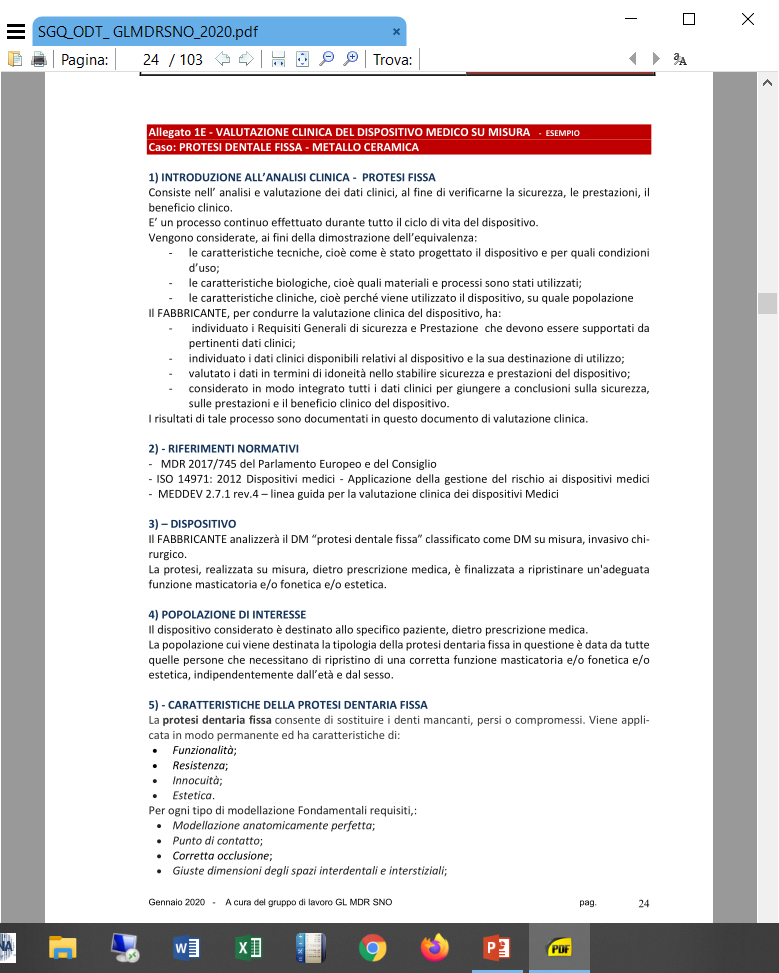 SGQ_ODT_ GLMDRSNO_2020.pdf
Pagina: 24 / 103 Trova:
Allegato 1E - VALUTAZIONE CLINICA DEL DISPOSITIVO MEDICO SU MISURA - ESEMPIO
Caso: PROTESI DENTALE FISSA - METALLO CERAMICA
1) INTRODUZIONE ALL’ANALISI CLINICA - PROTESI FISSA
Consiste nell’ analisi e valutazione dei dati clinici, al fine di verificarne la sicurezza, le prestazioni, il
beneficio clinico.
E’ un processo continuo effettuato durante tutto il ciclo di vita del dispositivo.
Vengono considerate, ai fini della dimostrazione dell’equivalenza:
- le caratteristiche tecniche, cioè come è stato progettato il dispositivo e per quali condizioni
d’uso;
- le caratteristiche biologiche, cioè quali materiali e processi sono stati utilizzati;
- le caratteristiche cliniche, cioè perché viene utilizzato il dispositivo, su quale popolazione
Il FABBRICANTE, per condurre la valutazione clinica del dispositivo, ha:
- individuato i Requisiti Generali di sicurezza e Prestazione che devono essere supportati da
pertinenti dati clinici;
- individuato i dati clinici disponibili relativi al dispositivo e la sua destinazione di utilizzo;
- valutato i dati in termini di idoneità nello stabilire sicurezza e prestazioni del dispositivo;
- considerato in modo integrato tutti i dati clinici per giungere a conclusioni sulla sicurezza,
sulle prestazioni e il beneficio clinico del dispositivo.
I risultati di tale processo sono documentati in questo documento di valutazione clinica.
2) - RIFERIMENTI NORMATIVI
- MDR 2017/745 del Parlamento Europeo e del Consiglio
- ISO 14971: 2012 Dispositivi medici - Applicazione della gestione del rischio ai dispositivi medici
- MEDDEV 2.7.1 rev.4 – linea guida per la valutazione clinica dei dispositivi Medici
3) – DISPOSITIVO
Il FABBRICANTE analizzerà il DM “protesi dentale fissa” classificato come DM su misura, invasivo chi-
rurgico.
La protesi, realizzata su misura, dietro prescrizione medica, è finalizzata a ripristinare un'adeguata
funzione masticatoria e/o fonetica e/o estetica.
4) POPOLAZIONE DI INTERESSE
Il dispositivo considerato è destinato allo specifico paziente, dietro prescrizione medica.
La popolazione cui viene destinata la tipologia della protesi dentaria fissa in questione è data da tutte
quelle persone che necessitano di ripristino di una corretta funzione masticatoria e/o fonetica e/o
estetica, indipendentemente dall’età e dal sesso.
5) - CARATTERISTICHE DELLA PROTESI DENTARIA FISSA
La protesi dentaria fissa consente di sostituire i denti mancanti, persi o compromessi. Viene appli-
cata in modo permanente ed ha caratteristiche di:
• Funzionalità;
• Resistenza;
• Innocuità;
• Estetica.
Per ogni tipo di modellazione Fondamentali requisiti,:
• Modellazione anatomicamente perfetta;
• Punto di contatto;
• Corretta occlusione;
• Giuste dimensioni degli spazi interdentali e interstiziali;
Gennaio 2020 - A cura del gruppo di lavoro GL MDR SNO pag. 24
PDF